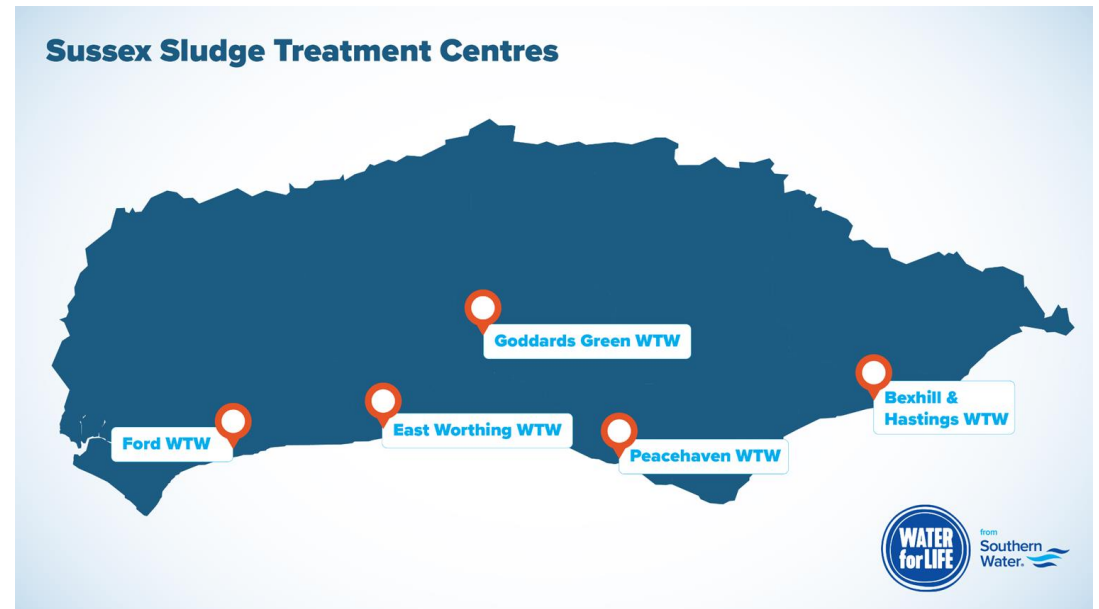 Sussex Sludge Treatment Centres
Goddards Green WTW
Bexhill &
Hastings WTW
East Worthing WTW
Ford WTW
Peacehaven WTW
WATER
for LIFE
from
Southern
Water.